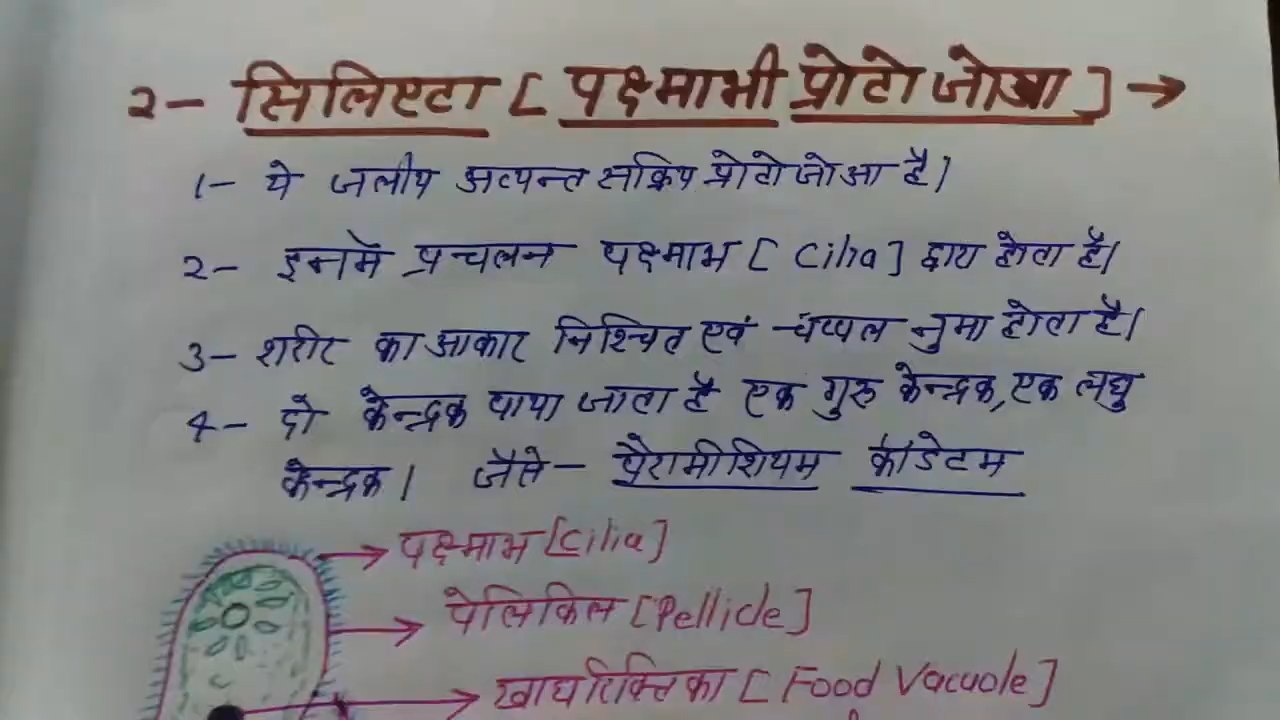 २- सिलिएटा [ पक्ष्माभी प्रोटोजोआ ] →
1- ये जलीय अत्यन्त सक्रिय प्रोटोजोआ है।
2- इनमें प्रचलन पक्ष्माभ [ Cilia ] द्वारा होता है।
3- शरीर का आकार निश्चित एवं चप्पल नुमा होता है।
4- दो केन्द्रक पाया जाता है एक गुरु केन्द्रक, एक लघु
केन्द्रक। जैसे- पैरामीशियम कॉडेटम
→ पक्ष्माभ [Cilia]
→ पेलिकिल [Pellicle]
→ खाद्यरिक्तिका [ Food Vacuole ]